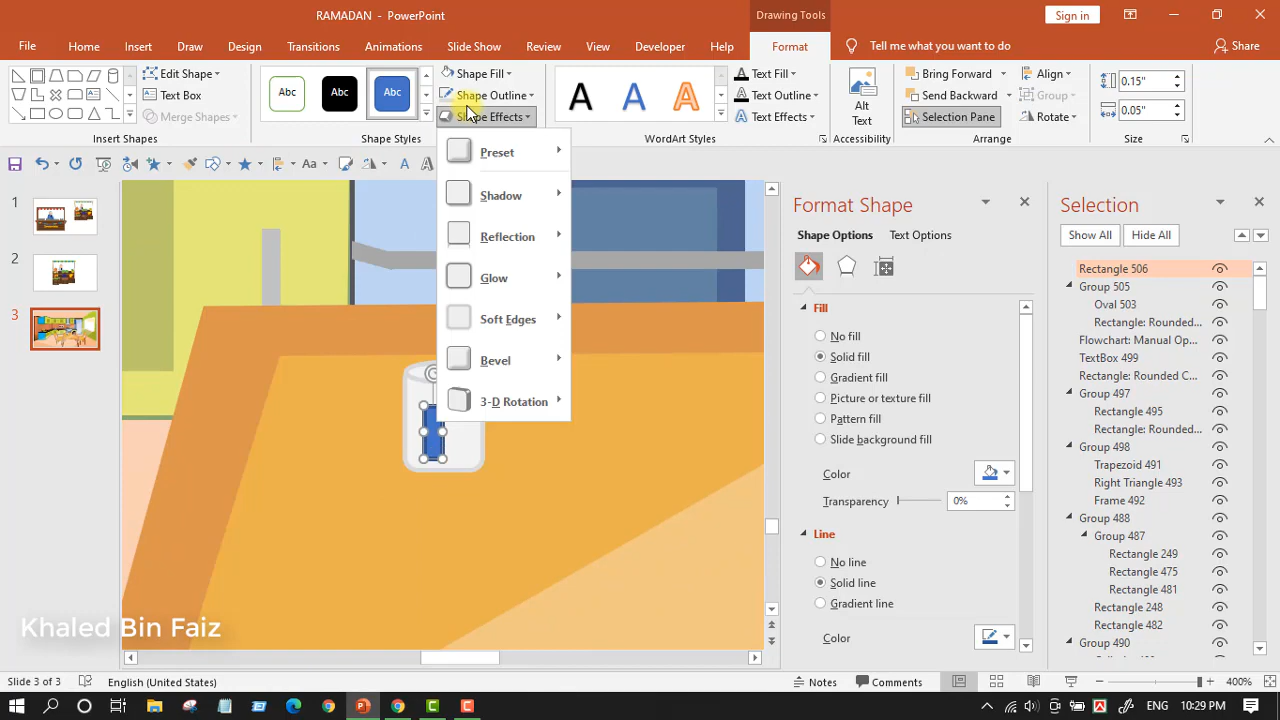 RAMADAN - PowerPoint
Drawing Tools
Sign in
File
Home
Insert
Draw
Design
Transitions
Animations
Slide Show
Review
View
Developer
Help
Format
Tell me what you want to do
Share
Edit Shape
Text Box
Merge Shapes
Insert Shapes
Abc
Abc
Abc
Shape Fill
Shape Outline
Shape Effects
Shape Styles
A
A
A
Text Fill
Text Outline
Text Effects
WordArt Styles
Alt
Text
Accessibility
Bring Forward
Send Backward
Selection Pane
Align
Group
Rotate
Arrange
0.15"
0.05"
Size
Aa
A
A
Preset
Shadow
Reflection
Glow
Soft Edges
Bevel
3-D Rotation
1
2
3
Format Shape
Shape Options
Text Options
Fill
No fill
Solid fill
Gradient fill
Picture or texture fill
Pattern fill
Slide background fill
Color
Transparency
0%
Line
No line
Solid line
Gradient line
Color
Selection
Show All
Hide All
Rectangle 506
Group 505
Oval 503
Rectangle: Rounded...
Flowchart: Manual Op...
TextBox 499
Rectangle: Rounded C...
Group 497
Rectangle 495
Rectangle: Rounded...
Group 498
Trapezoid 491
Right Triangle 493
Frame 492
Group 488
Group 487
Rectangle 249
Rectangle 475
Rectangle 481
Rectangle 248
Rectangle 482
Group 490
Khaled Bin Faiz
Slide 3 of 3
English (United States)
Notes
Comments
400%
10:29 PM